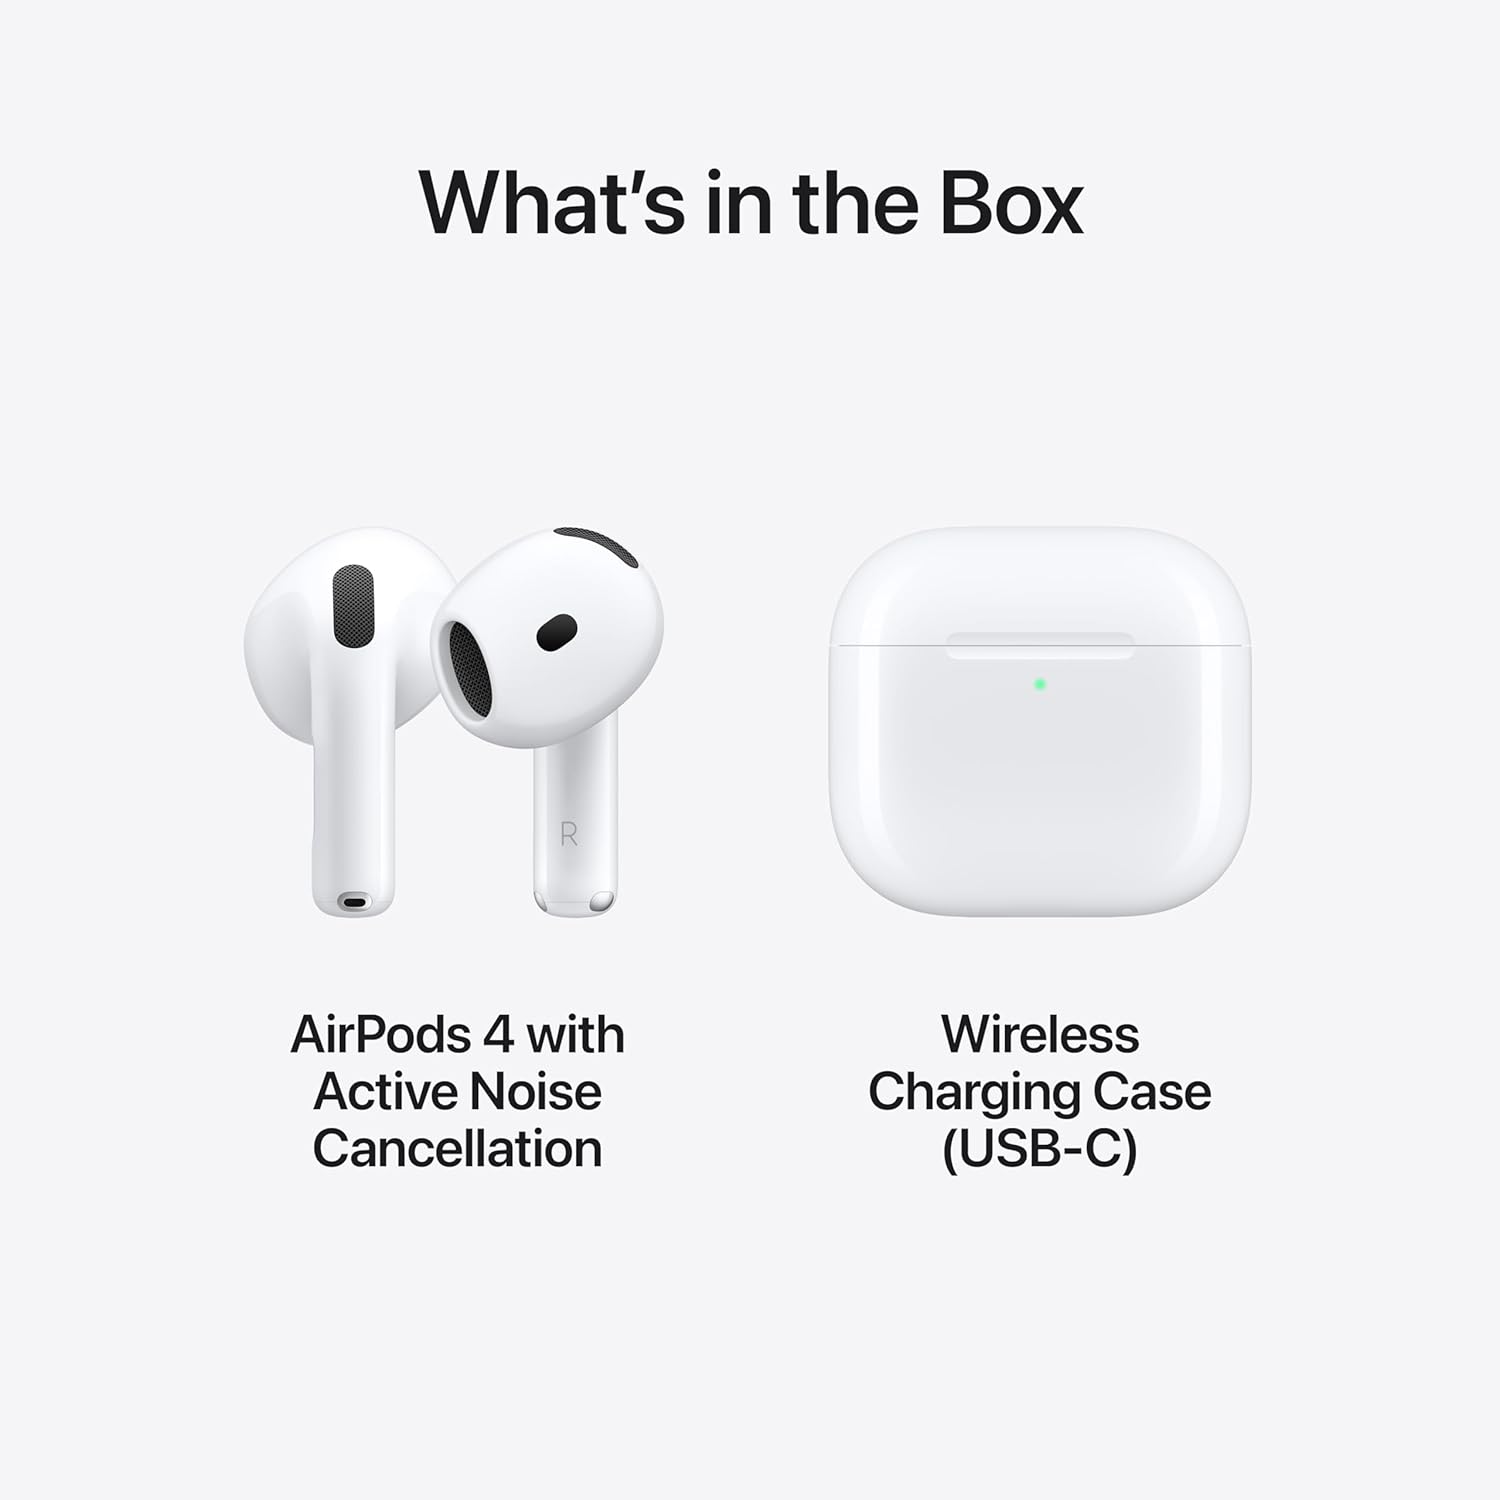 What’s in the Box
R
AirPods 4 with
Active Noise
Cancellation
Wireless
Charging Case
(USB-C)